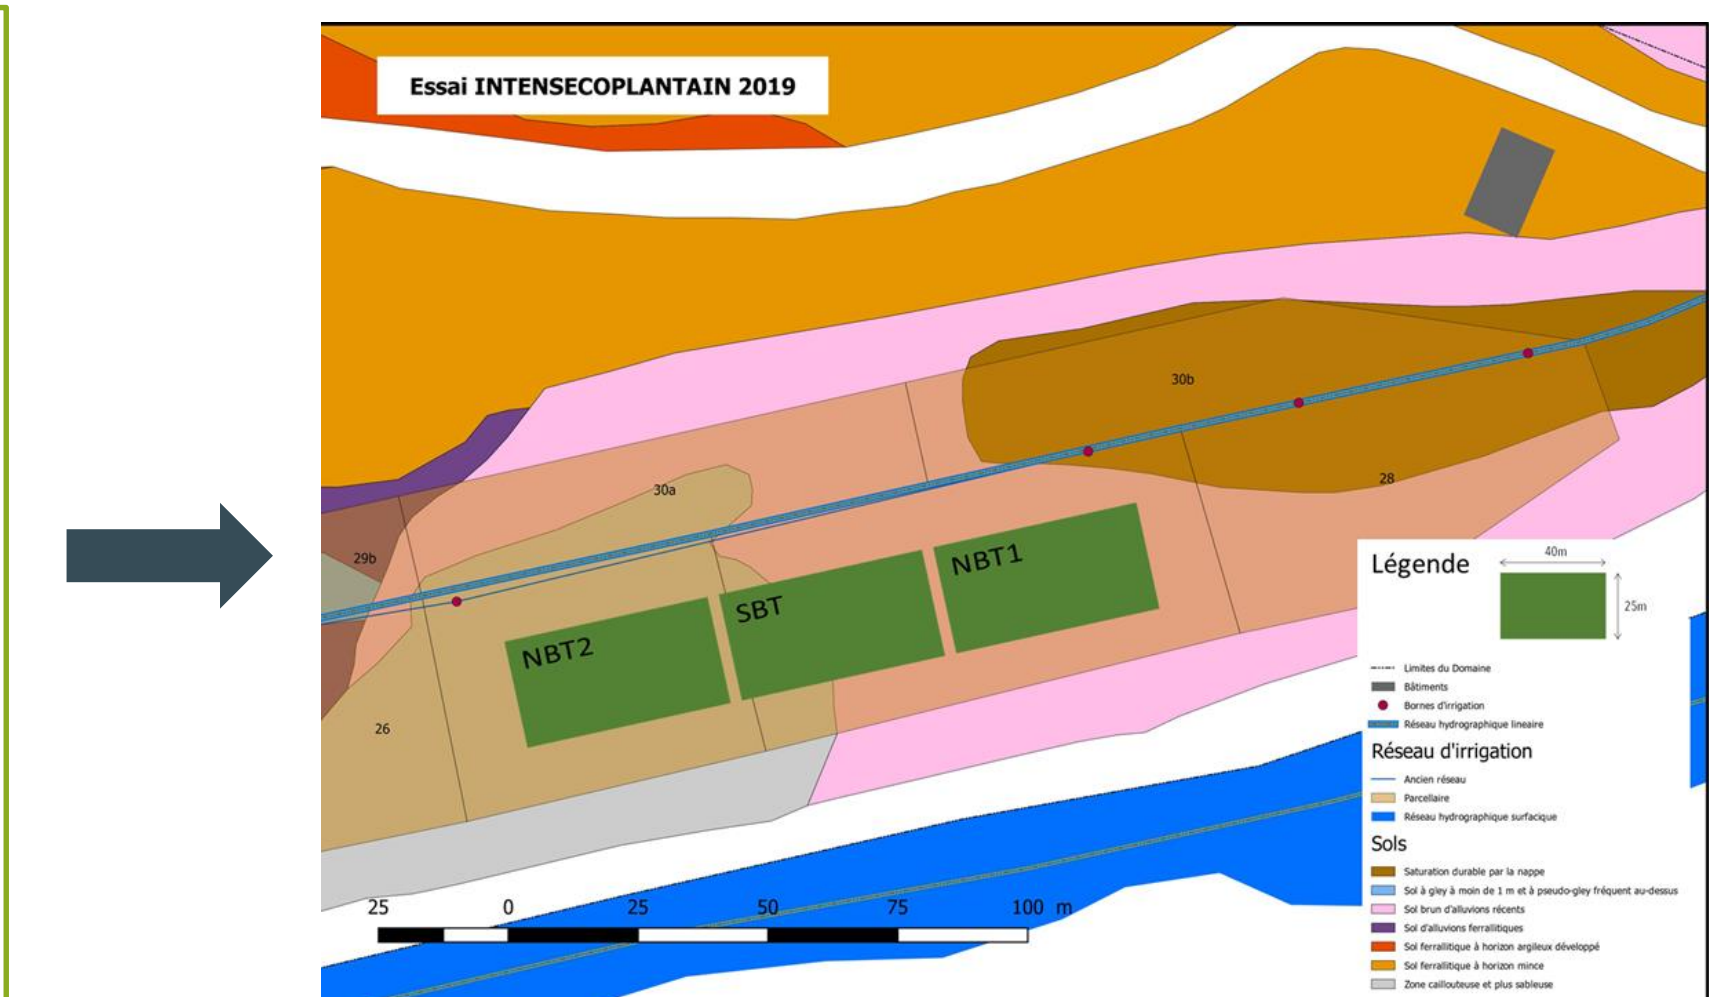 Essai INTENSECOPLANTAIN 2019
30b
30a
28
29b
NBT1
SBT
NBT2
26
25 0 25 50 75 100 m
Légende
40m
25m
Limites du Domaine
Bâtiments
Bornes d'irrigation
Réseau hydrographique lineaire
Réseau d'irrigation
Ancien réseau
Parcellaire
Réseau hydrographique surfacique
Sols
Saturation durable par la nappe
Sol à gley à moin de 1 m et à pseudo-gley fréquent au-dessus
Sol brun d'alluvions récents
Sol d'alluvions ferrallitiques
Sol ferrallitique à horizon argileux développé
Sol ferrallitique à horizon mince
Zone caillouteuse et plus sableuse